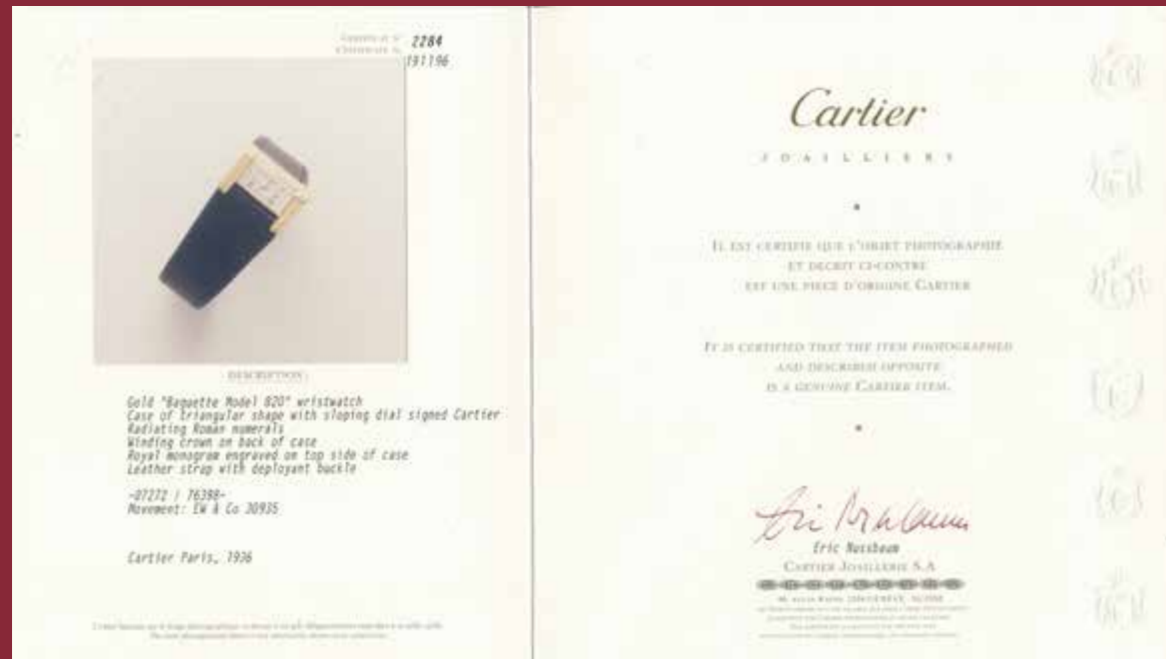 CERTIFICAT N°
CERTIFICATE N° 2284
191196
DESCRIPTION :
Gold "Baguette Model 820" wristwatch
Case of triangular shape with sloping dial signed Cartier
Radiating Roman numerals
Winding crown on back of case
Royal monogram engraved on top side of case
Leather strap with deployant buckle
-07272 | 76398-
Movement: EW & Co 30935
Cartier Paris, 1936
Cartier
JOAILLIERS
IL EST CERTIFIE QUE L'OBJET PHOTOGRAPHIE
ET DECRIT CI-CONTRE
EST UNE PIECE D'ORIGINE CARTIER
IT IS CERTIFIED THAT THE ITEM PHOTOGRAPHED
AND DESCRIBED OPPOSITE
IS A GENUINE CARTIER ITEM.
Eric Nussbaum
CARTIER JOAILLERIE S.A